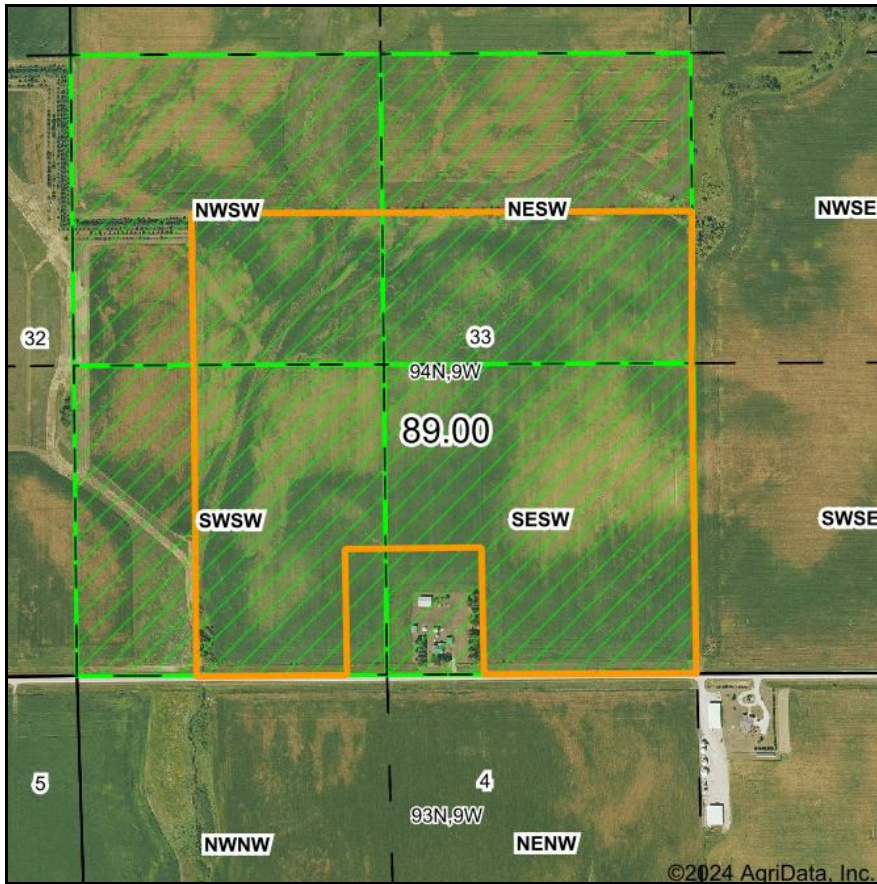 NWSW
NESW
NWSE
32
33
94N,9W
89.00
SWSW
SESW
SWSE
5
4
93N,9W
NWNW
NENW
©2024 AgriData, Inc.